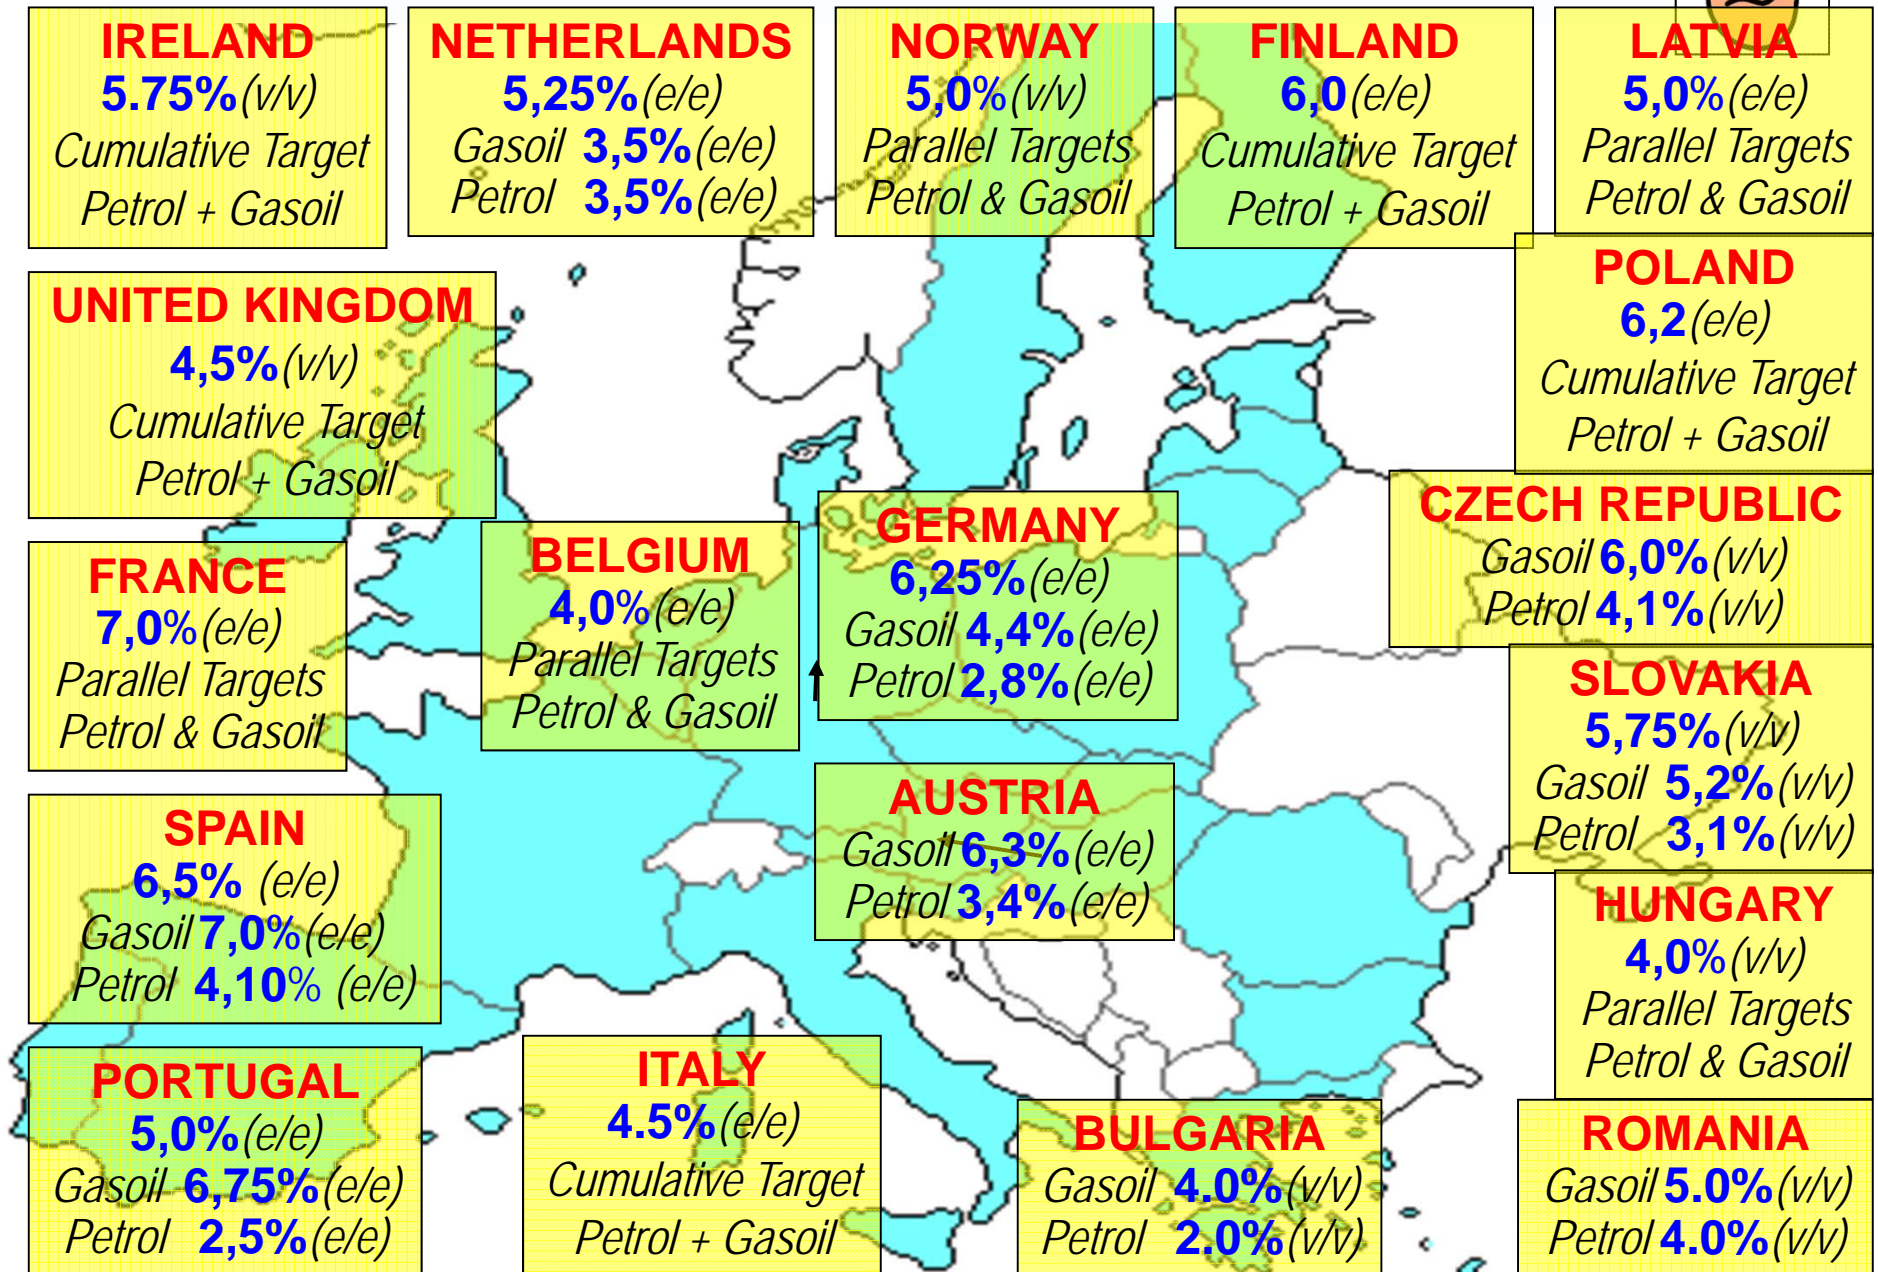 IRELAND
5.75% (v/v)
Cumulative Target
Petrol + Gasoil
NETHERLANDS
5,25% (e/e)
Gasoil 3,5% (e/e)
Petrol 3,5% (e/e)
NORWAY
5,0% (v/v)
Parallel Targets
Petrol & Gasoil
FINLAND
6,0 (e/e)
Cumulative Target
Petrol + Gasoil
LATVIA
5,0% (e/e)
Parallel Targets
Petrol & Gasoil
UNITED KINGDOM
4,5% (v/v)
Cumulative Target
Petrol + Gasoil
POLAND
6,2 (e/e)
Cumulative Target
Petrol + Gasoil
FRANCE
7,0% (e/e)
Parallel Targets
Petrol & Gasoil
BELGIUM
4,0% (e/e)
Parallel Targets
Petrol & Gasoil
GERMANY
6,25% (e/e)
Gasoil 4,4% (e/e)
Petrol 2,8% (e/e)
CZECH REPUBLIC
Gasoil 6,0% (v/v)
Petrol 4,1% (v/v)
SLOVAKIA
5,75% (v/v)
Gasoil 5,2% (v/v)
Petrol 3,1% (v/v)
SPAIN
6,5% (e/e)
Gasoil 7,0% (e/e)
Petrol 4,10% (e/e)
AUSTRIA
Gasoil 6,3% (e/e)
Petrol 3,4% (e/e)
HUNGARY
4,0% (v/v)
Parallel Targets
Petrol & Gasoil
PORTUGAL
5,0% (e/e)
Gasoil 6,75% (e/e)
Petrol 2,5% (e/e)
ITALY
4.5% (e/e)
Cumulative Target
Petrol + Gasoil
BULGARIA
Gasoil 4.0% (v/v)
Petrol 2.0% (v/v)
ROMANIA
Gasoil 5.0% (v/v)
Petrol 4.0% (v/v)